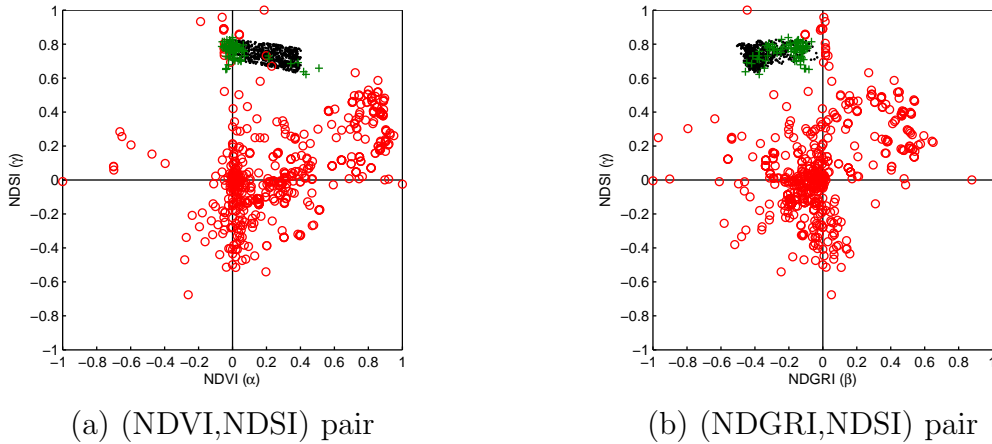 1
0.8
0.6
0.4
0.2
0
−0.2
−0.4
−0.6
−0.8
−1
−1 −0.8 −0.6 −0.4 −0.2 0 0.2 0.4 0.6 0.8 1
NDVI (α)
NDSI (γ)
(a) (NDVI,NDSI) pair
1
0.8
0.6
0.4
0.2
0
−0.2
−0.4
−0.6
−0.8
−1
−1 −0.8 −0.6 −0.4 −0.2 0 0.2 0.4 0.6 0.8 1
NDGRI (β)
NDSI (γ)
(b) (NDGRI,NDSI) pair